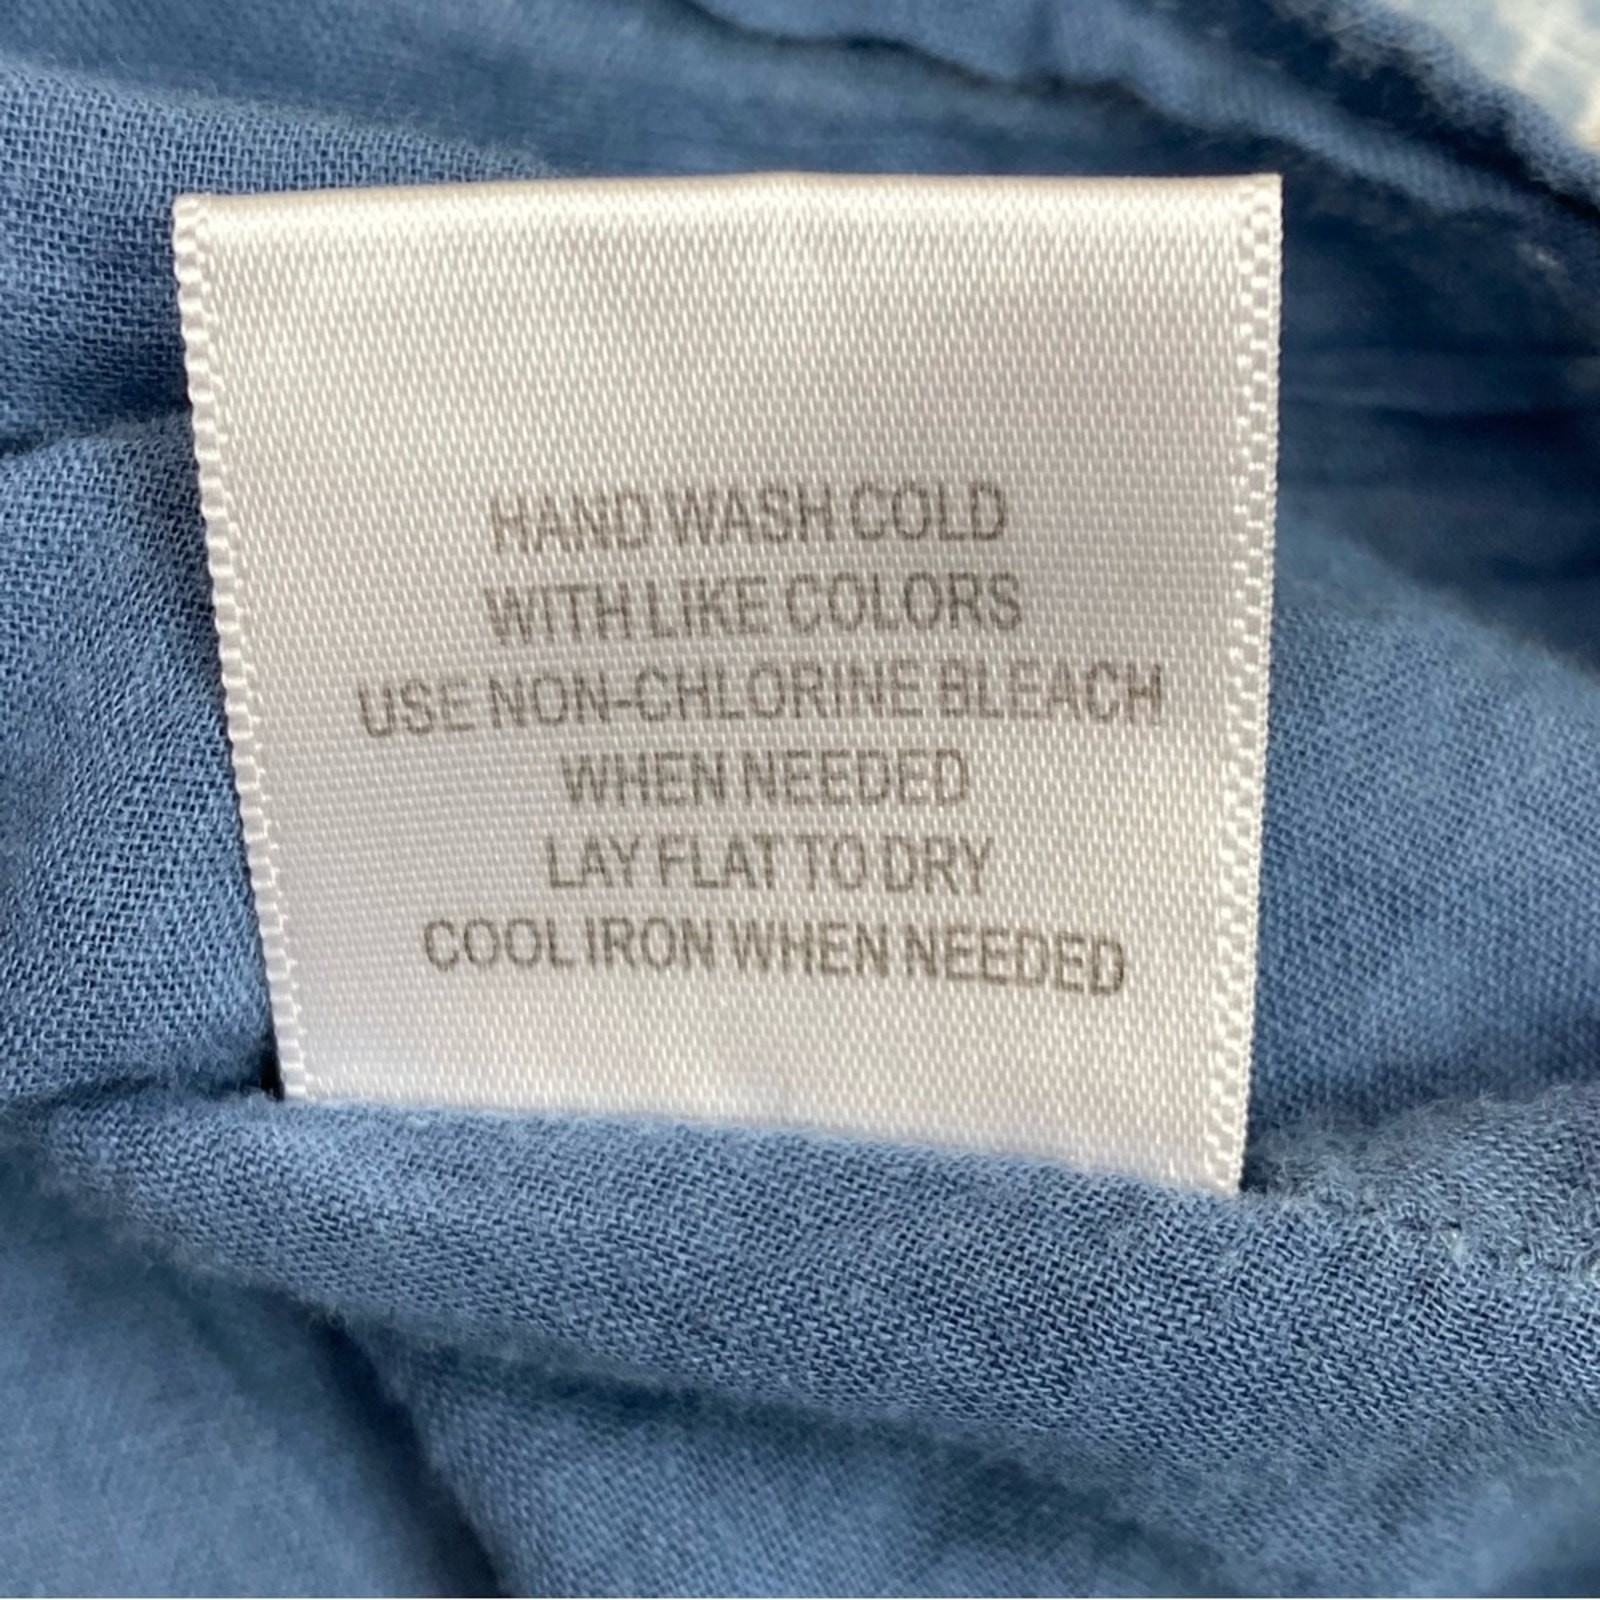 HAND WASH COLD
WITH LIKE COLORS
USE NON-CHLORINE BLEACH
WHEN NEEDED
LAY FLAT TO DRY
COOL IRON WHEN NEEDED